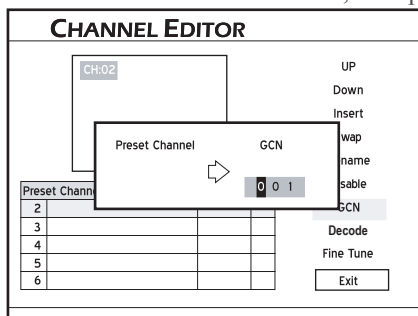 CHANNEL EDITOR
CH:02
UP
Down
Insert
wap
name
sable
GCN
Decode
Fine Tune
Exit
Preset Channel GCN
0 0 1
Preset Chann
2
3
4
5
6